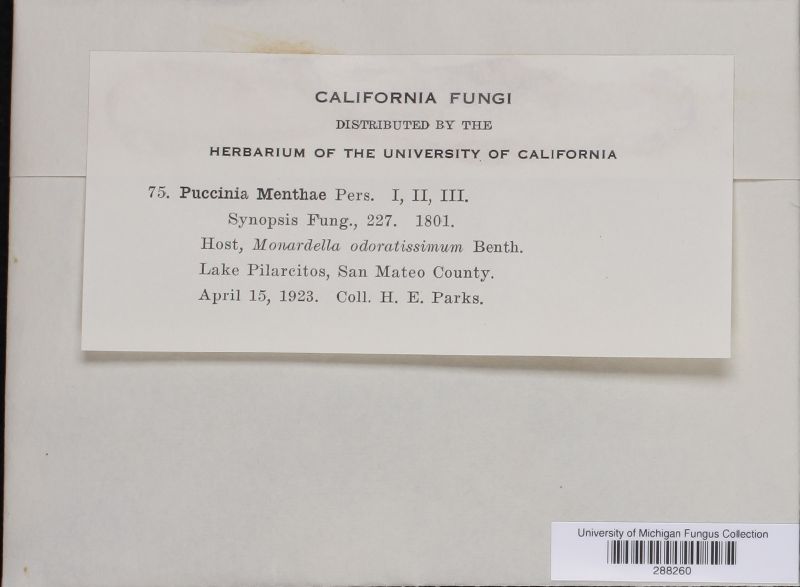 CALIFORNIA FUNGI
DISTRIBUTED BY THE
HERBARIUM OF THE UNIVERSITY OF CALIFORNIA
75. Puccinia Menthae Pers. I, II, III.
Synopsis Fung., 227. 1801.
Host, Monardella odoratissimum Benth.
Lake Pilarcitos, San Mateo County.
April 15, 1923. Coll. H. E. Parks.
University of Michigan Fungus Collection
288260